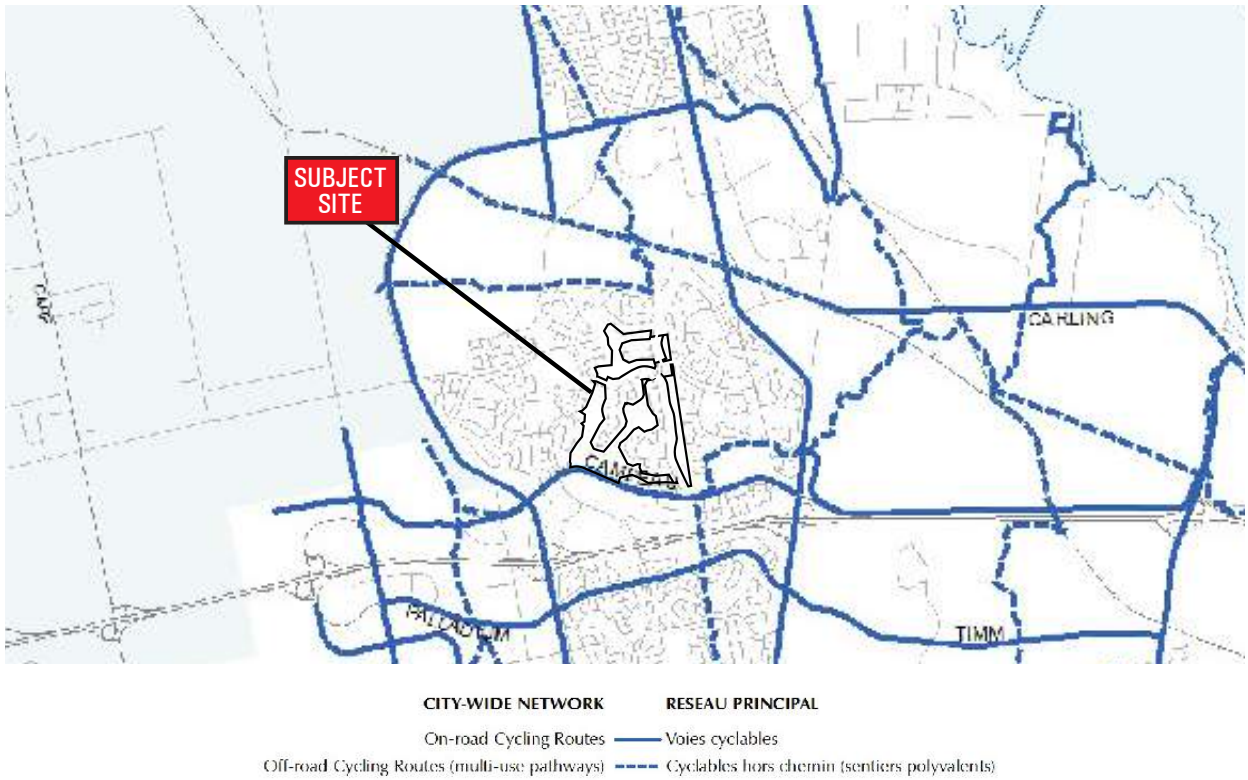 SUBJECT
SITE
CARLING
PALLADIUM
TIMM
CITY-WIDE NETWORK RESEAU PRINCIPAL
On-road Cycling Routes Voies cyclables
Off-road Cycling Routes (multi-use pathways) Cyclables hors chemin (sentiers polyvalents)